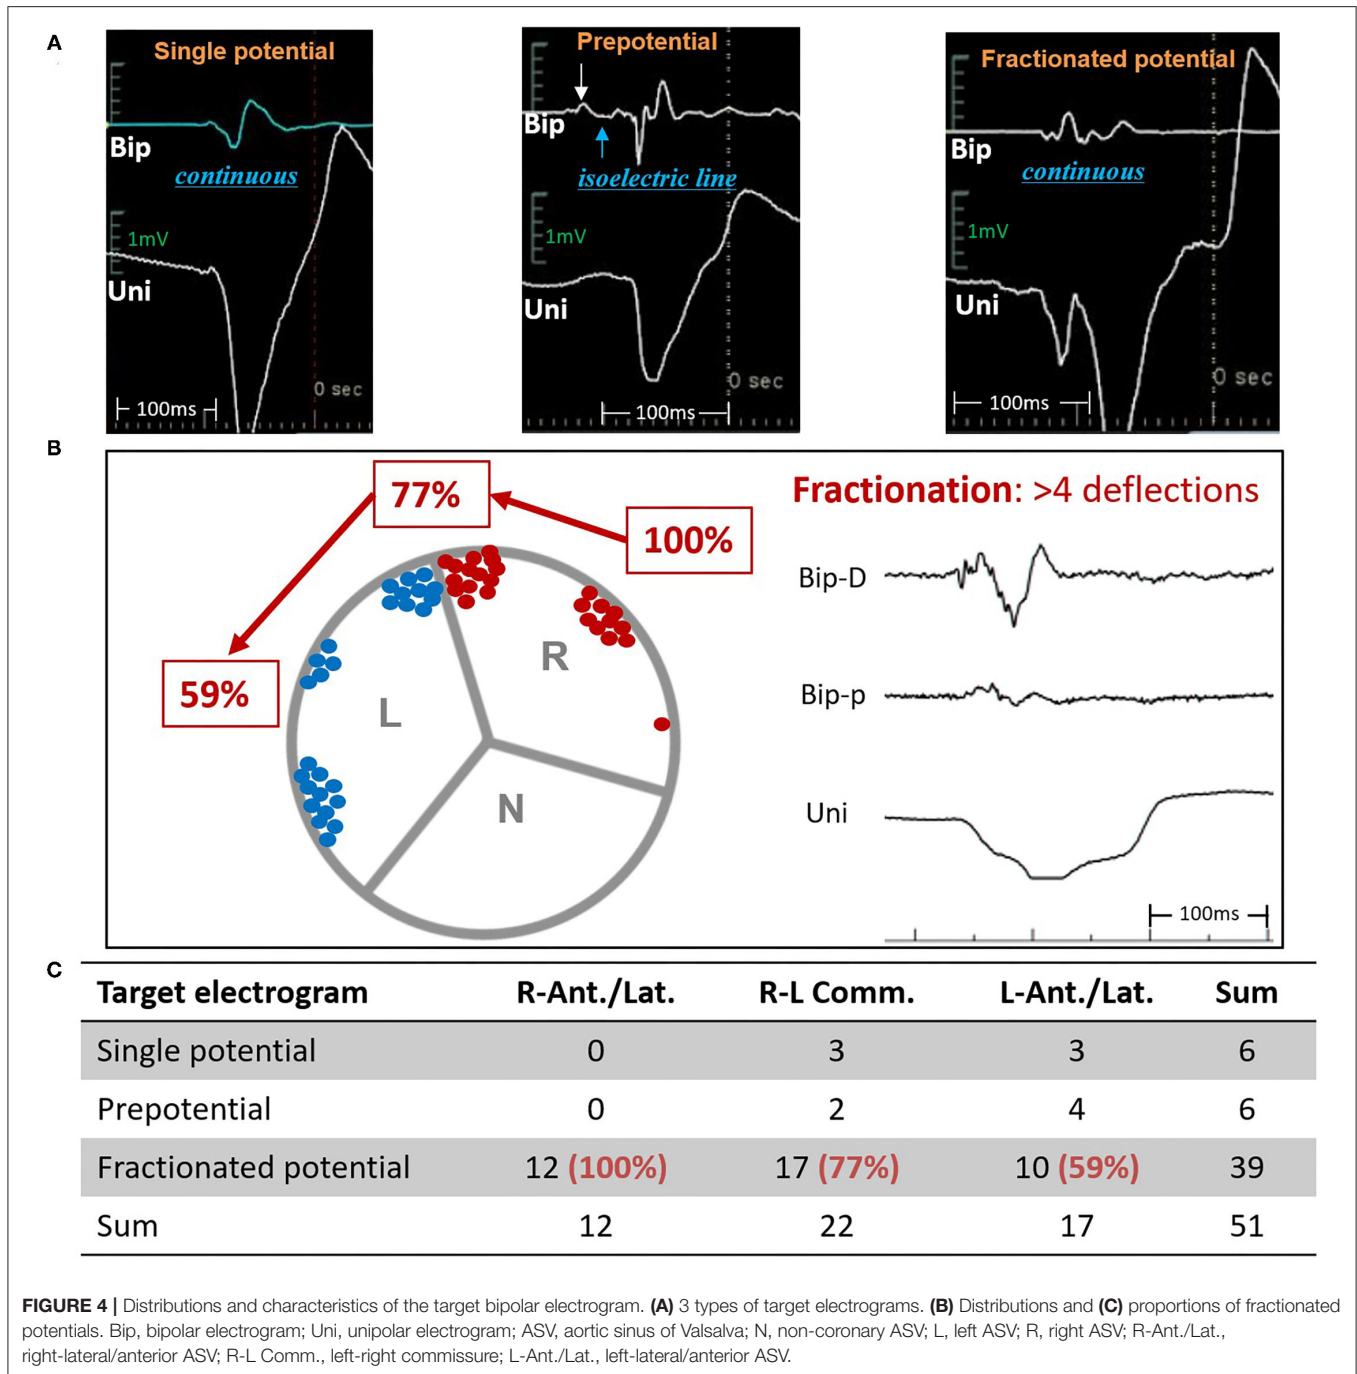 A
Single potential
Bip
continuous
1mV
Uni
0 sec
100ms
Prepotential
Bip
isoelectric line
1mV
Uni
0 sec
100ms
Fractionated potential
Bip
continuous
1mV
Uni
0 sec
100ms
B
77%
100%
59%
R
L
N
Fractionation: >4 deflections
Bip-D
Bip-p
Uni
100ms
C
Target electrogram R-Ant./Lat. R-L Comm. L-Ant./Lat. Sum
Single potential 0 3 3 6
Prepotential 0 2 4 6
Fractionated potential 12 (100%) 17 (77%) 10 (59%) 39
Sum 12 22 17 51
FIGURE 4 | Distributions and characteristics of the target bipolar electrogram. (A) 3 types of target electrograms. (B) Distributions and (C) proportions of fractionated
potentials. Bip, bipolar electrogram; Uni, unipolar electrogram; ASV, aortic sinus of Valsalva; N, non-coronary ASV; L, left ASV; R, right ASV; R-Ant./Lat.,
right-lateral/anterior ASV; R-L Comm., left-right commissure; L-Ant./Lat., left-lateral/anterior ASV.